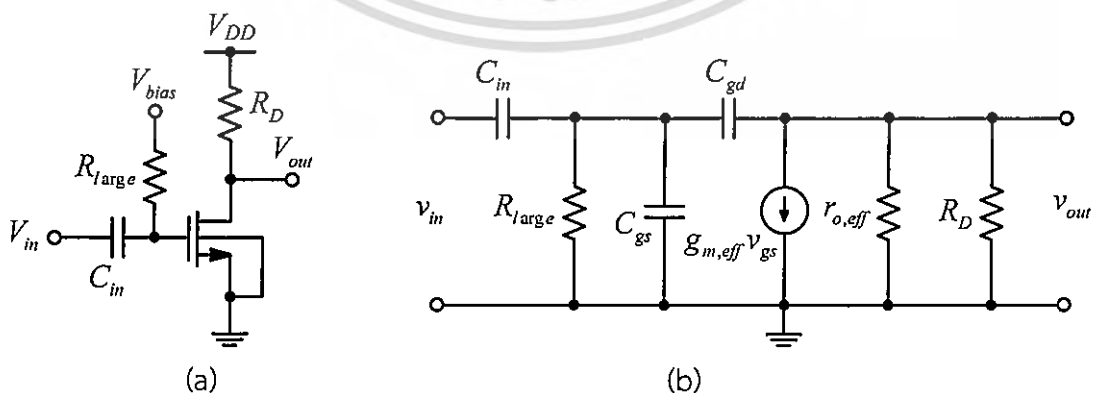 V_DD
V_bias
R_D
R_large
V_out
V_in
C_in
(a)
C_in
C_gd
v_in
R_large
C_gs
g_m,eff v_gs
r_o,eff
R_D
v_out
(b)